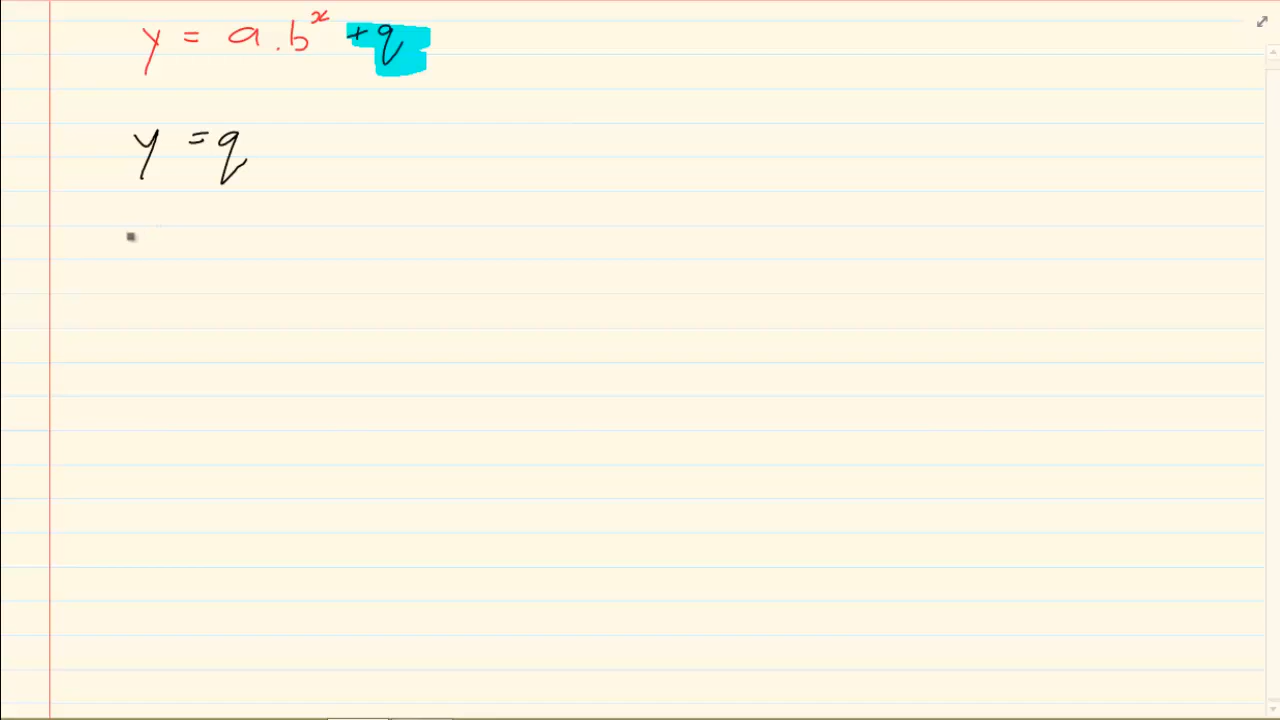 y = a.b^x +q
y = q